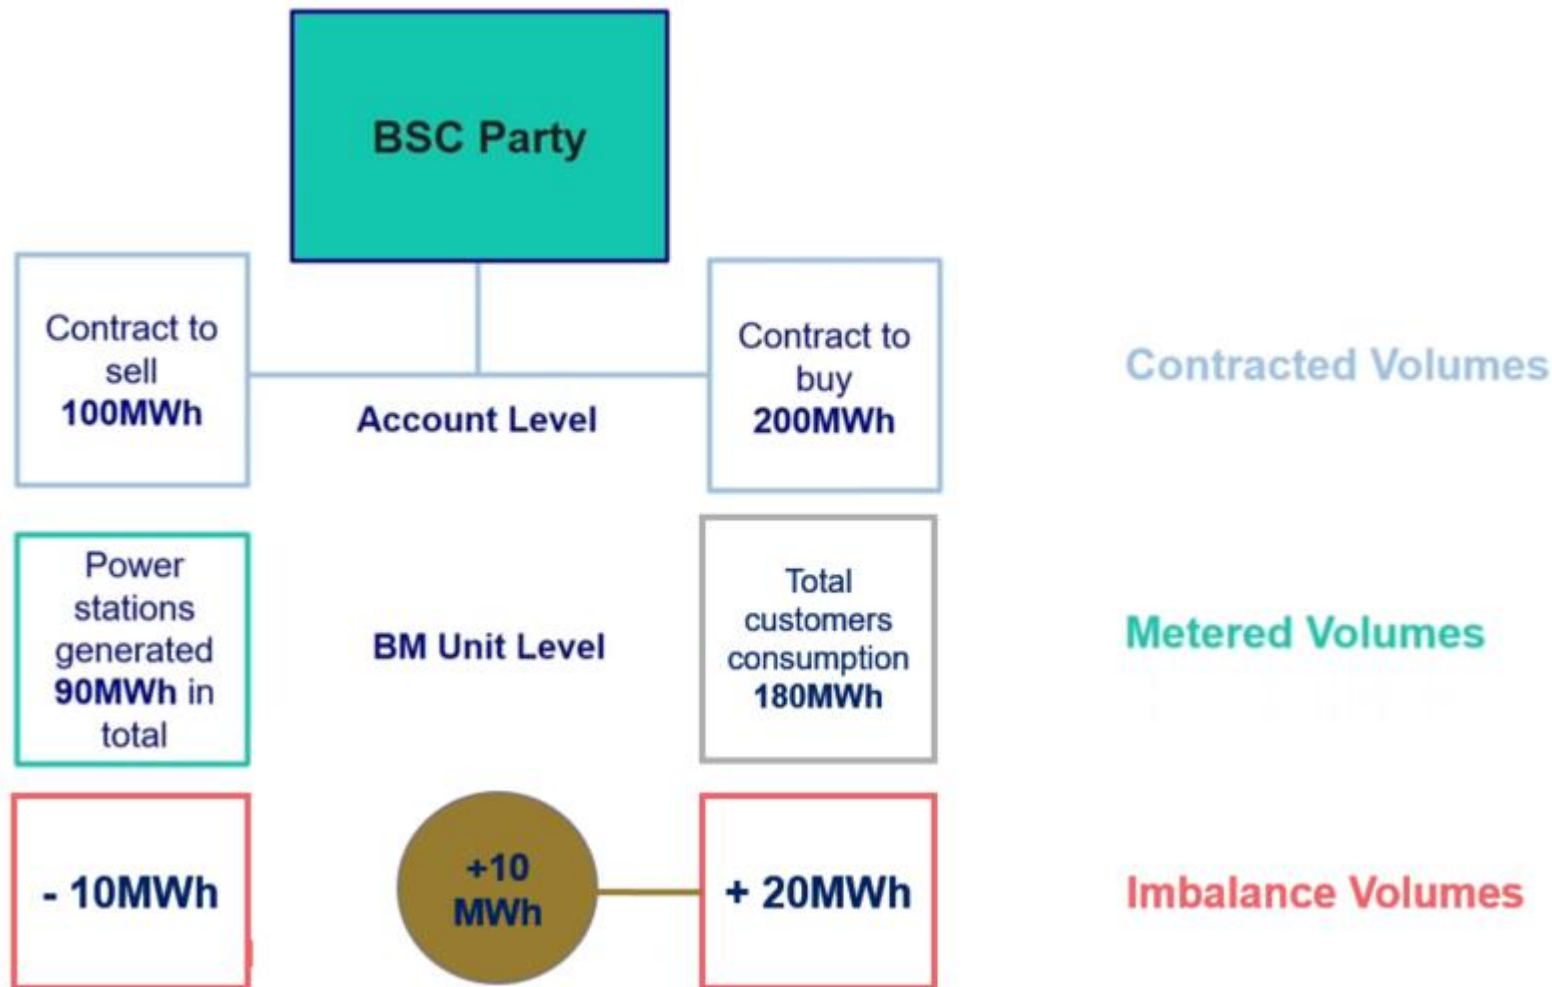 BSC Party
Contract to
sell
100MWh
Account Level
Contract to
buy
200MWh
Contracted Volumes
Power
stations
generated
90MWh in
total
BM Unit Level
Total
customers
consumption
180MWh
Metered Volumes
- 10MWh
+10
MWh
+ 20MWh
Imbalance Volumes